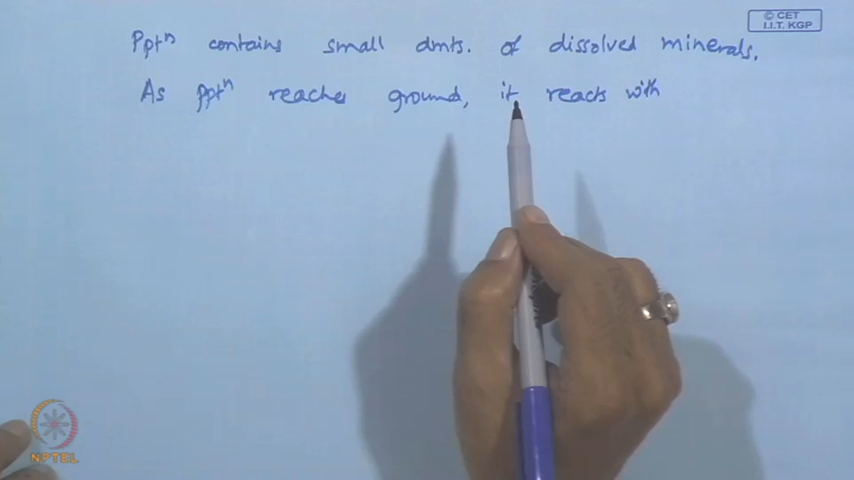 © CET
I.I.T. KGP
Pptⁿ contains small amts. of dissolved minerals.
As Pptⁿ reaches ground, it reacts with
NPTEL